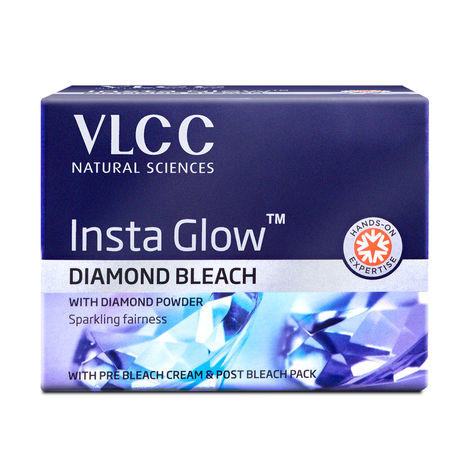 VLCC
NATURAL SCIENCES
Insta Glow™
DIAMOND BLEACH
WITH DIAMOND POWDER
Sparkling fairness
HANDS-ON EXPERTISE
WITH PRE BLEACH CREAM & POST BLEACH PACK